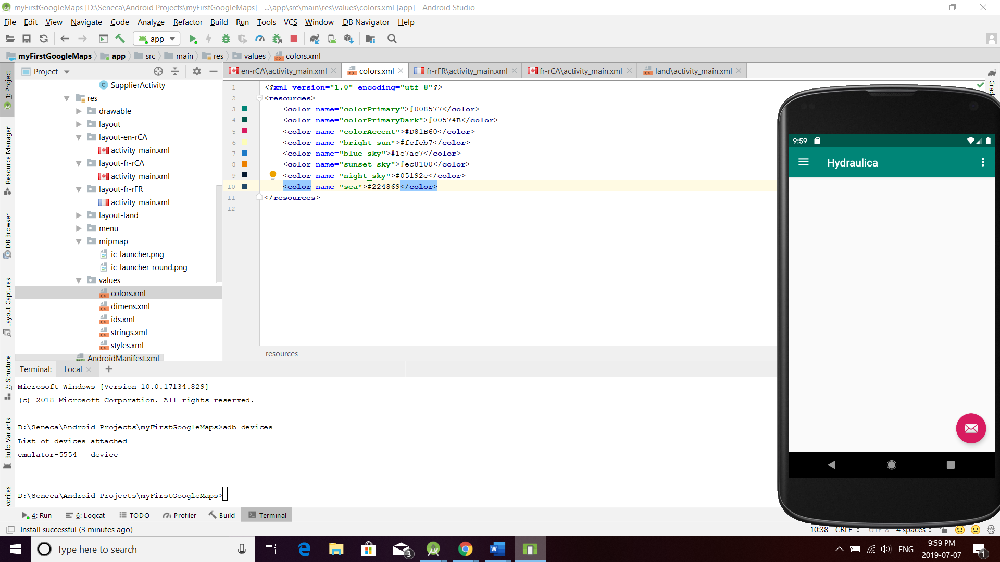 myFirstGoogleMaps [D:\Seneca\Android Projects\myFirstGoogleMaps] - ...\app\src\main\res\values\colors.xml [app] - Android Studio
File Edit View Navigate Code Analyze Refactor Build Run Tools VCS Window DB Navigator Help
app
myFirstGoogleMaps app src main res values colors.xml
Project
en-rCA\activity_main.xml colors.xml fr-rFR\activity_main.xml fr-rCA\activity_main.xml land\activity_main.xml
1: Project
Resource Manager
DB Browser
Layout Captures
7: Structure
Build Variants
vorites
SupplierActivity
res
drawable
layout
layout-en-rCA
activity_main.xml
layout-fr-rCA
activity_main.xml
layout-fr-rFR
activity_main.xml
layout-land
menu
mipmap
ic_launcher.png
ic_launcher_round.png
values
colors.xml
dimens.xml
ids.xml
strings.xml
styles.xml
AndroidManifest.xml
1 <?xml version="1.0" encoding="utf-8"?>
2 <resources>
3 <color name="colorPrimary">#008577</color>
4 <color name="colorPrimaryDark">#00574B</color>
5 <color name="colorAccent">#D81B60</color>
6 <color name="bright_sun">#fcfcb7</color>
7 <color name="blue_sky">#1e7ac7</color>
8 <color name="sunset_sky">#ec8100</color>
9 <color name="night_sky">#05192e</color>
10 <color name="sea">#224869</color>
11 </resources>
12
resources
Gradl
9:59
Hydraulica
Terminal: Local
Microsoft Windows [Version 10.0.17134.829]
(c) 2018 Microsoft Corporation. All rights reserved.
D:\Seneca\Android Projects\myFirstGoogleMaps>adb devices
List of devices attached
emulator-5554 device
D:\Seneca\Android Projects\myFirstGoogleMaps>
4: Run 6: Logcat TODO Profiler Build Terminal
Install successful (3 minutes ago)
10:38 CRLF UTF-8 4 spaces
Type here to search
3
ENG
9:59 PM
2019-07-07
1